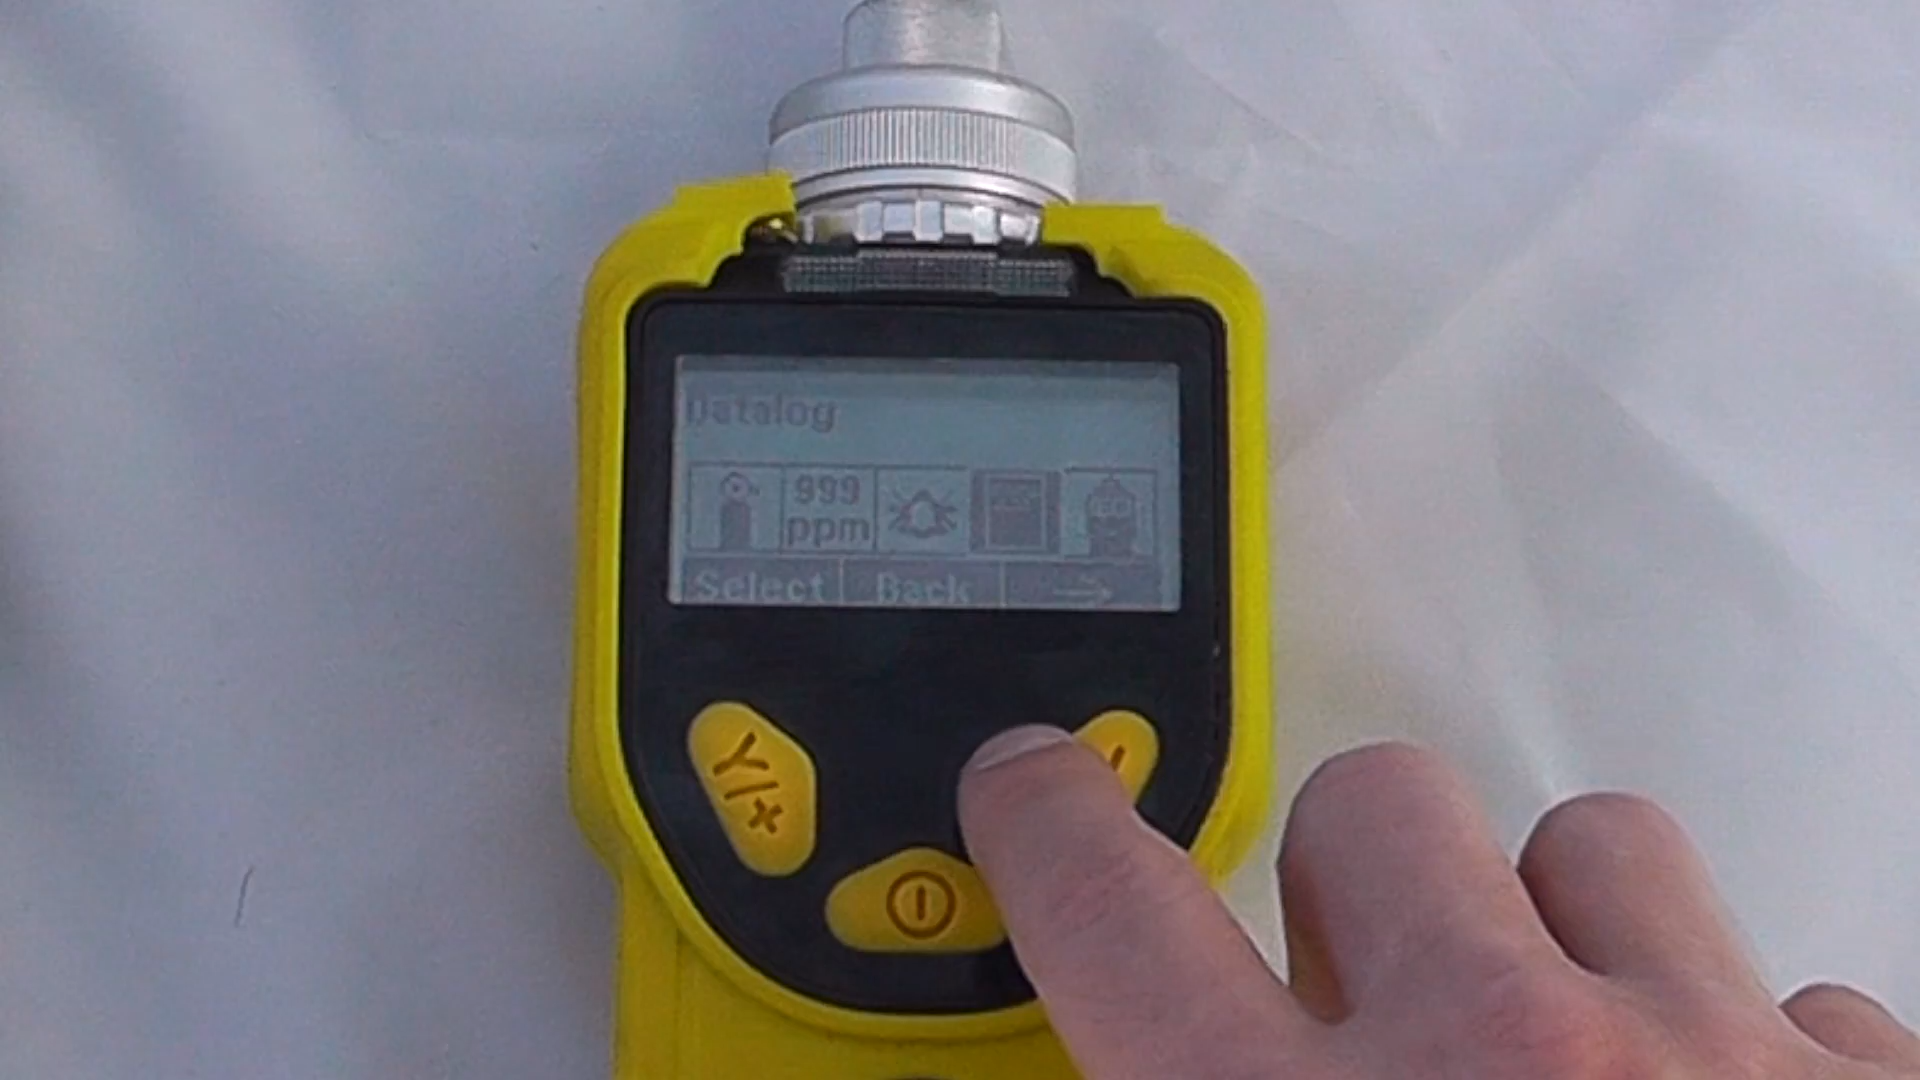 Datalog
999
ppm
Select Back →
Y/+